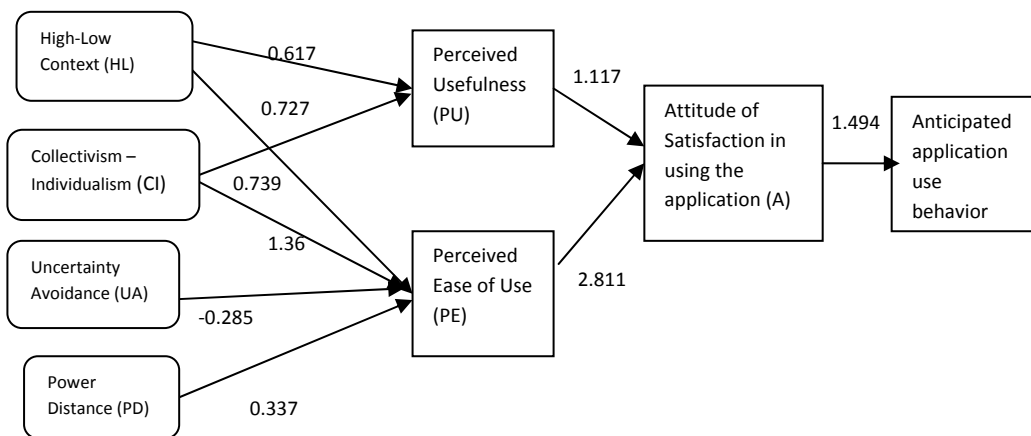 High-Low
Context (HL)
0.617
Perceived
Usefulness
(PU)
1.117
0.727
Attitude of
Satisfaction in
using the
application (A)
1.494
Anticipated
application
use
behavior
Collectivism –
Individualism (CI)
0.739
1.36
Uncertainty
Avoidance (UA)
-0.285
Perceived
Ease of Use
(PE)
2.811
Power
Distance (PD)
0.337